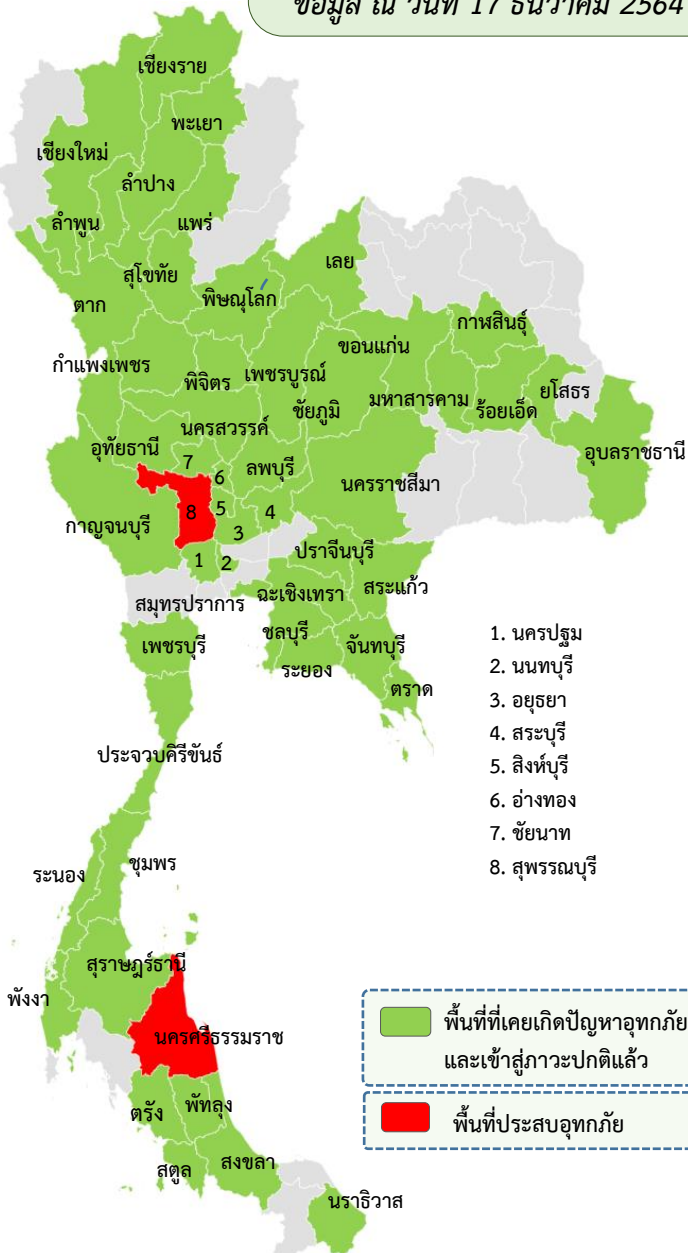 ข้อมูล ณ วันที่ 17 ธันวาคม 2564
เชียงราย
พะเยา
เชียงใหม่
ลำปาง
ลำพูน
แพร่
เลย
สุโขทัย
ตาก
พิษณุโลก
กาฬสินธุ์
ขอนแก่น
กำแพงเพชร
พิจิตร
เพชรบูรณ์
ชัยภูมิ
มหาสารคาม
ร้อยเอ็ด
ยโสธร
นครสวรรค์
อุทัยธานี
อุบลราชธานี
7
6
ลพบุรี
นครราชสีมา
กาญจนบุรี
8
5
4
3
1
2
ปราจีนบุรี
สระแก้ว
สมุทรปราการ
ฉะเชิงเทรา
เพชรบุรี
ชลบุรี
จันทบุรี
ระยอง
ตราด
1. นครปฐม
2. นนทบุรี
3. อยุธยา
4. สระบุรี
5. สิงห์บุรี
6. อ่างทอง
7. ชัยนาท
8. สุพรรณบุรี
ประจวบคิรีขันธ์
ชุมพร
ระนอง
สุราษฎร์ธานี
พังงา
นครศรีธรรมราช
พื้นที่ที่เคยเกิดปัญหาอุทกภัย
และเข้าสู่ภาวะปกติแล้ว
พื้นที่ประสบอุทกภัย
ตรัง
พัทลุง
สตูล
สงขลา
นราธิวาส